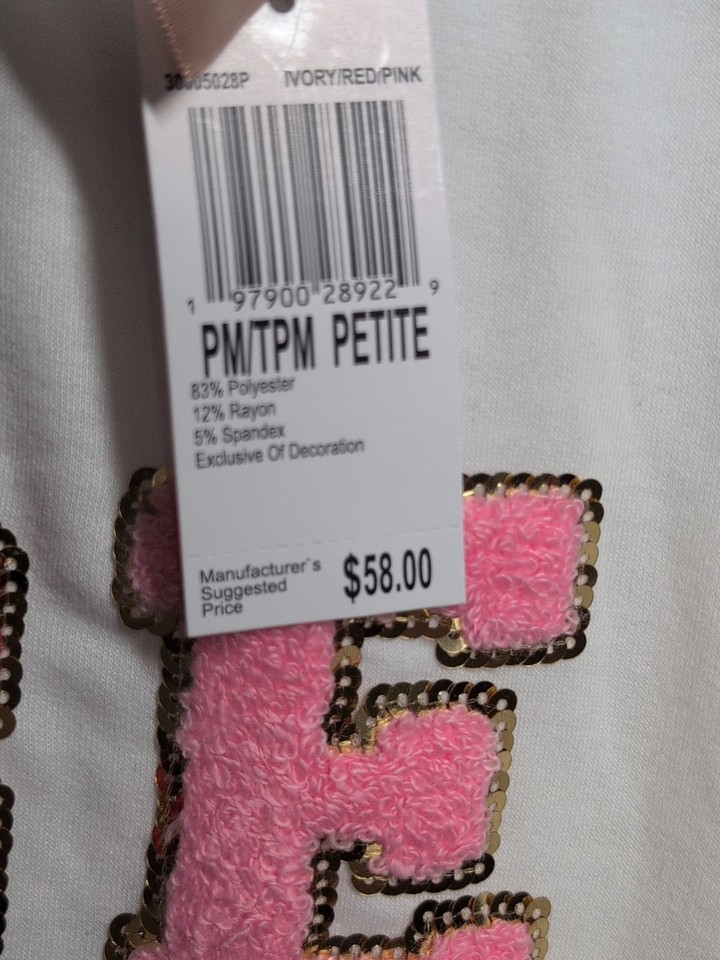 IVORY/RED/PINK
1 97900 28922 9
PM/TPM PETITE
83% Polyester
12% Rayon
5% Spandex
Exclusive Of Decoration
Manufacturer's
Suggested
Price
$58.00
E